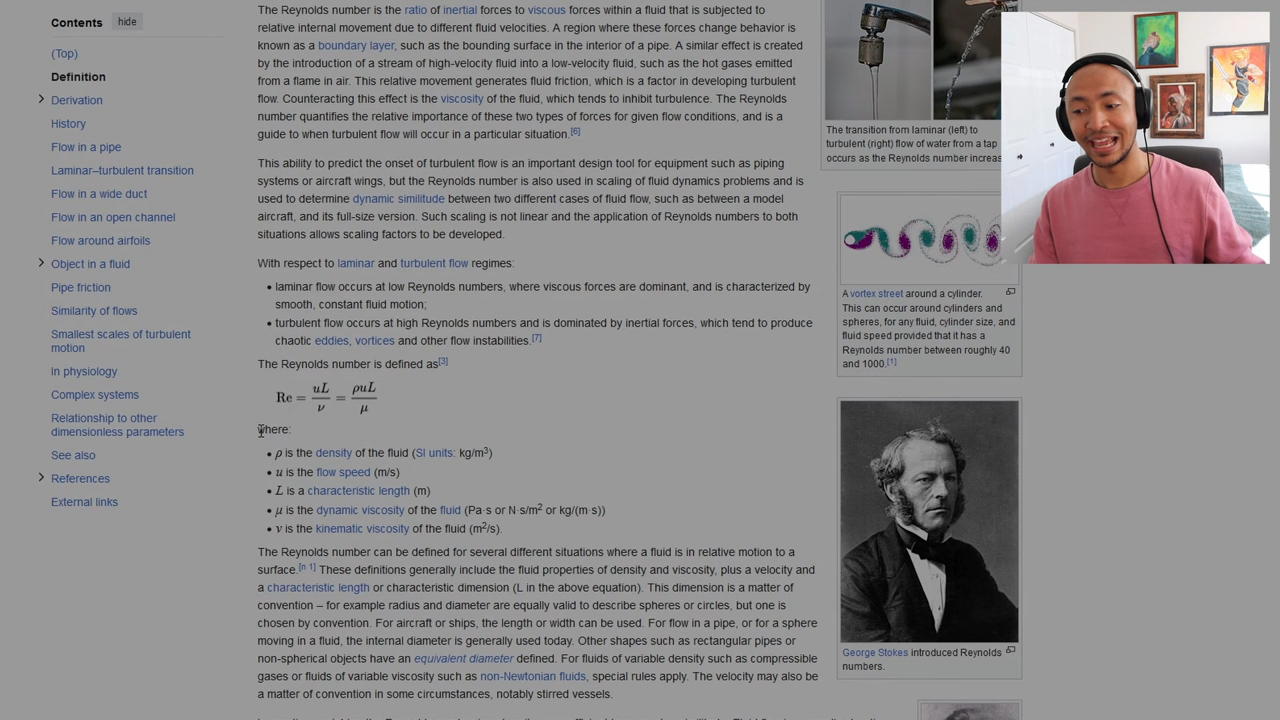 Contents hide
(Top)
Definition
Derivation
History
Flow in a pipe
Laminar–turbulent transition
Flow in a wide duct
Flow in an open channel
Flow around airfoils
Object in a fluid
Pipe friction
Similarity of flows
Smallest scales of turbulent
motion
In physiology
Complex systems
Relationship to other
dimensionless parameters
See also
References
External links
The Reynolds number is the ratio of inertial forces to viscous forces within a fluid that is subjected to
relative internal movement due to different fluid velocities. A region where these forces change behavior is
known as a boundary layer, such as the bounding surface in the interior of a pipe. A similar effect is created
by the introduction of a stream of high-velocity fluid into a low-velocity fluid, such as the hot gases emitted
from a flame in air. This relative movement generates fluid friction, which is a factor in developing turbulent
flow. Counteracting this effect is the viscosity of the fluid, which tends to inhibit turbulence. The Reynolds
number quantifies the relative importance of these two types of forces for given flow conditions, and is a
guide to when turbulent flow will occur in a particular situation.[6]
This ability to predict the onset of turbulent flow is an important design tool for equipment such as piping
systems or aircraft wings, but the Reynolds number is also used in scaling of fluid dynamics problems and is
used to determine dynamic similitude between two different cases of fluid flow, such as between a model
aircraft, and its full-size version. Such scaling is not linear and the application of Reynolds numbers to both
situations allows scaling factors to be developed.
With respect to laminar and turbulent flow regimes:
• laminar flow occurs at low Reynolds numbers, where viscous forces are dominant, and is characterized by
smooth, constant fluid motion;
• turbulent flow occurs at high Reynolds numbers and is dominated by inertial forces, which tend to produce
chaotic eddies, vortices and other flow instabilities.[7]
The Reynolds number is defined as[3]
Re = uL/ν = ρuL/μ
where:
• ρ is the density of the fluid (SI units: kg/m³)
• u is the flow speed (m/s)
• L is a characteristic length (m)
• μ is the dynamic viscosity of the fluid (Pa·s or N·s/m² or kg/(m·s))
• ν is the kinematic viscosity of the fluid (m²/s).
The Reynolds number can be defined for several different situations where a fluid is in relative motion to a
surface.[n 1] These definitions generally include the fluid properties of density and viscosity, plus a velocity and
a characteristic length or characteristic dimension (L in the above equation). This dimension is a matter of
convention – for example radius and diameter are equally valid to describe spheres or circles, but one is
chosen by convention. For aircraft or ships, the length or width can be used. For flow in a pipe, or for a sphere
moving in a fluid, the internal diameter is generally used today. Other shapes such as rectangular pipes or
non-spherical objects have an equivalent diameter defined. For fluids of variable density such as compressible
gases or fluids of variable viscosity such as non-Newtonian fluids, special rules apply. The velocity may also be
a matter of convention in some circumstances, notably stirred vessels.
The transition from laminar (left) to
turbulent (right) flow of water from a tap
occurs as the Reynolds number increas
A vortex street around a cylinder.
This can occur around cylinders and
spheres, for any fluid, cylinder size, and
fluid speed provided that it has a
Reynolds number between roughly 40
and 1000.[1]
George Stokes introduced Reynolds
numbers.